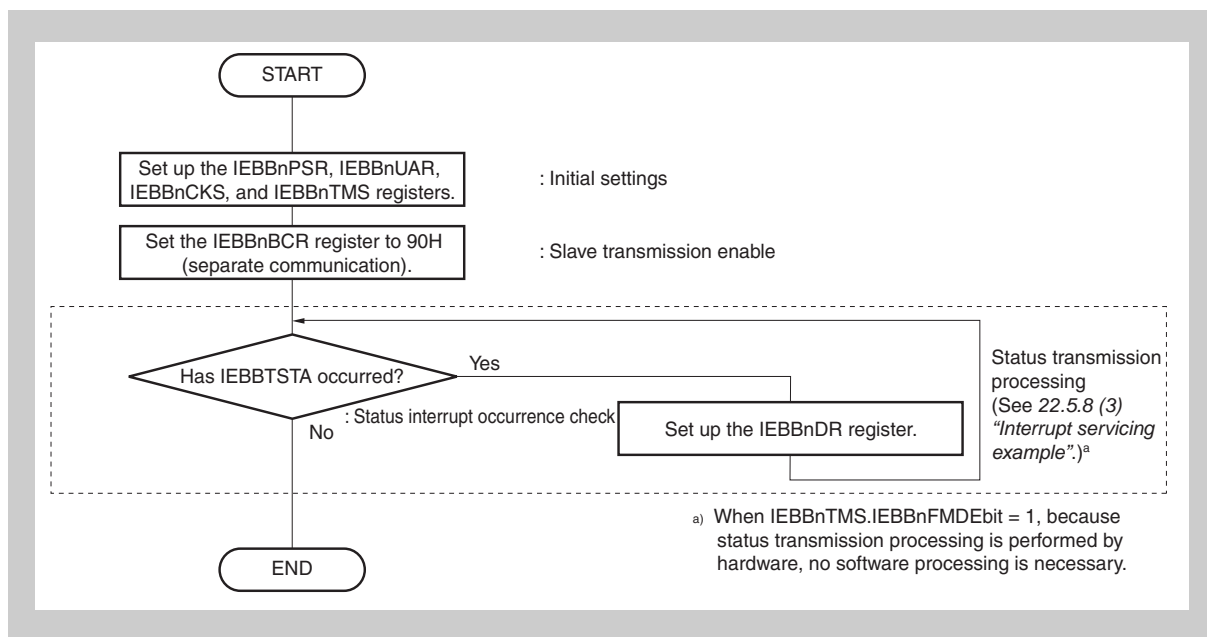 START
Set up the IEBBnPSR, IEBBnUAR,
IEBBnCKS, and IEBBnTMS registers.
: Initial settings
Set the IEBBnBCR register to 90H
(separate communication).
: Slave transmission enable
Has IEBBTSTA occurred?
Yes
: Status interrupt occurrence check
No
Set up the IEBBnDR register.
Status transmission
processing
(See 22.5.8 (3)
“Interrupt servicing
example”.)a
a) When IEBBnTMS.IEBBnFMDEbit = 1, because
status transmission processing is performed by
hardware, no software processing is necessary.
END